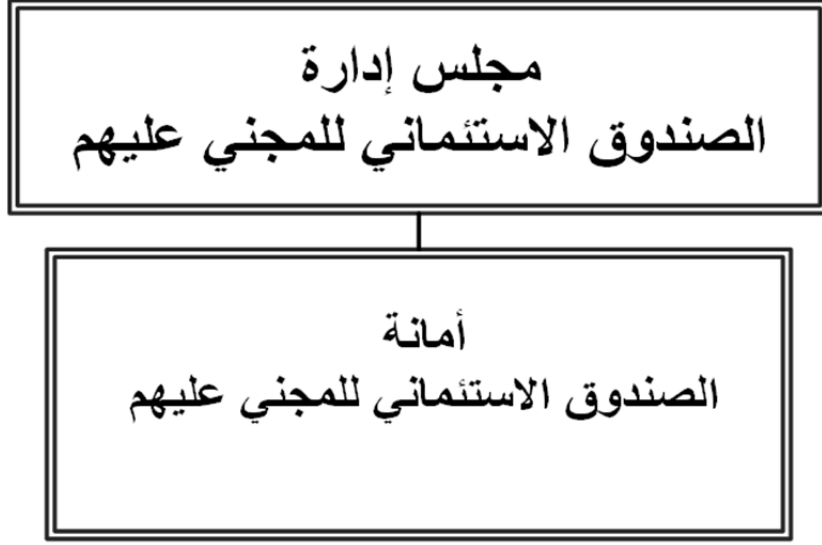 مجلس إدارة
الصندوق الاستئماني للمجني عليهم
أمانة
الصندوق الاستئماني للمجني عليهم